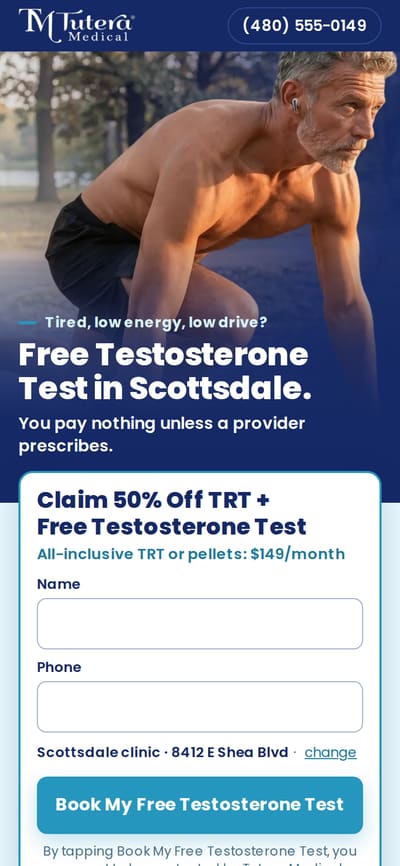 Tutera
Medical
(480) 555-0149
Tired, low energy, low drive?
Free Testosterone
Test in Scottsdale.
You pay nothing unless a provider
prescribes.
Claim 50% Off TRT +
Free Testosterone Test
All-inclusive TRT or pellets: $149/month
Name
Phone
Scottsdale clinic · 8412 E Shea Blvd · change
Book My Free Testosterone Test
By tapping Book My Free Testosterone Test, you